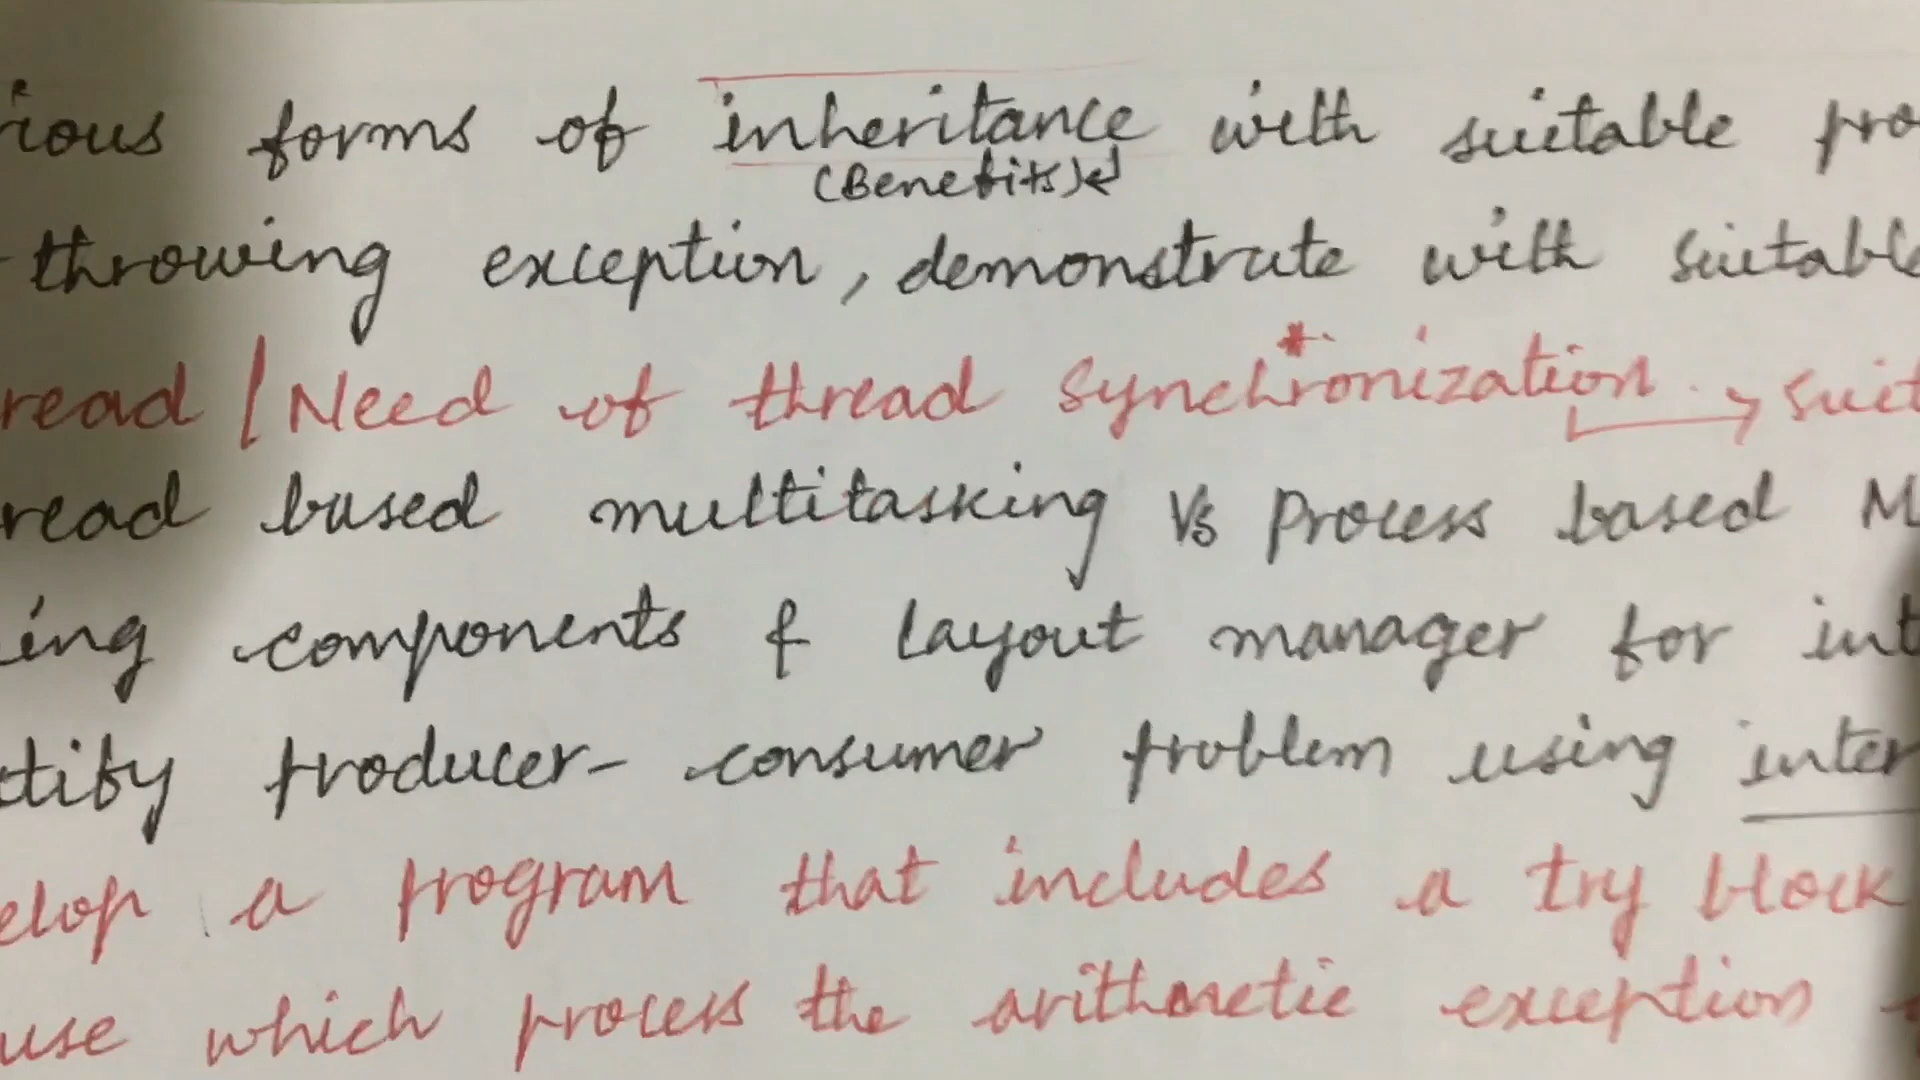 rious forms of inheritance with suitable pro
(Benefits)
throwing exception, demonstrate with suitable
read / Need of thread synchronization → suit
read based multitasking Vs Process based M
ing components & layout manager for int
tify producer- consumer problem using inter
elop a program that includes a try block
use which process the arithmetic exception